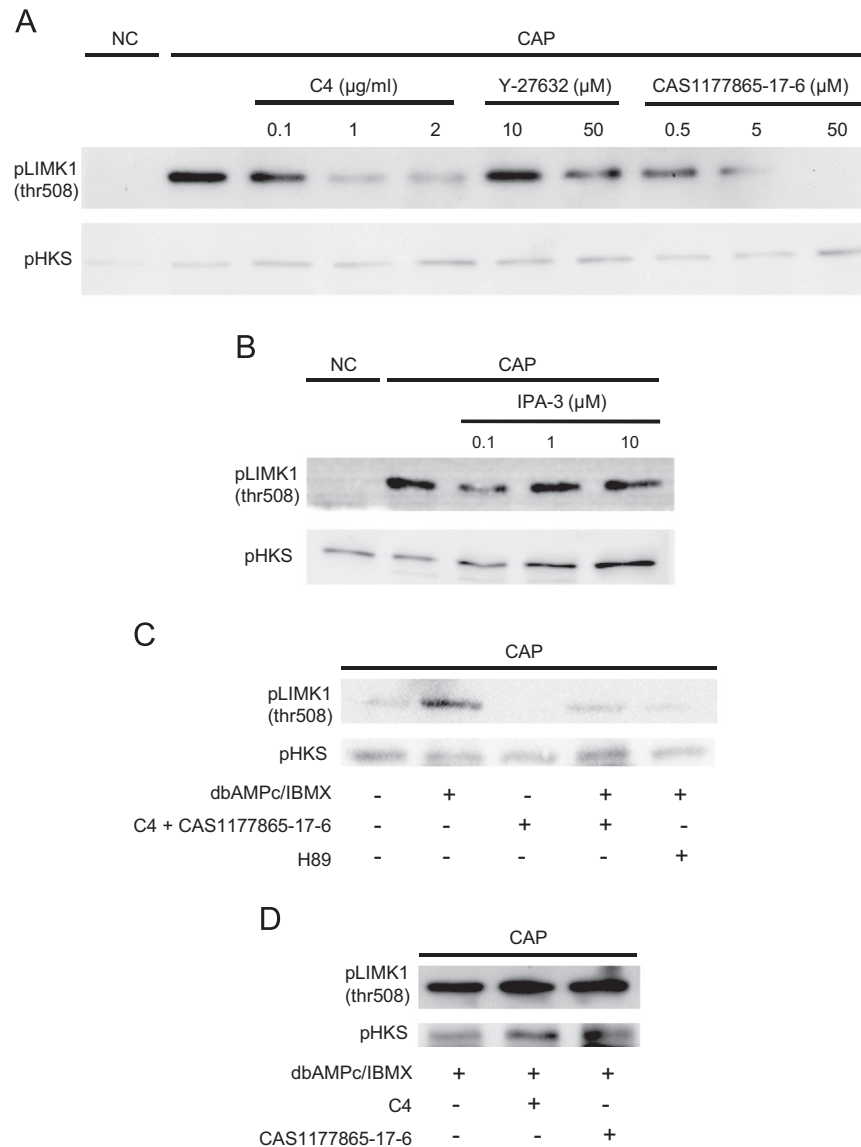 A
NC CAP
C4 (µg/ml) Y-27632 (µM) CAS1177865-17-6 (µM)
0.1 1 2 10 50 0.5 5 50
pLIMK1
(thr508)
pHKS
B
NC CAP
IPA-3 (µM)
0.1 1 10
pLIMK1
(thr508)
pHKS
C
CAP
pLIMK1
(thr508)
pHKS
dbAMPc/IBMX - + - + +
C4 + CAS1177865-17-6 - - + + -
H89 - - - - +
D
CAP
pLIMK1
(thr508)
pHKS
dbAMPc/IBMX + + +
C4 - + -
CAS1177865-17-6 - - +